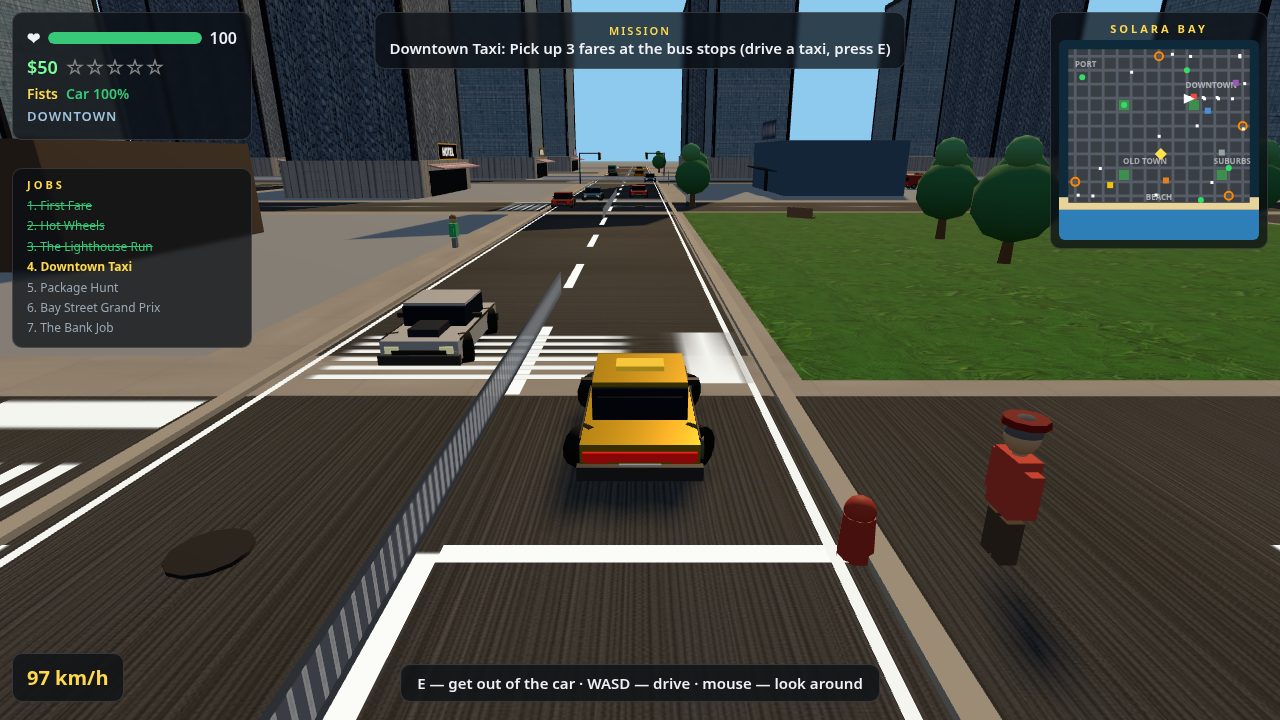 ❤ 100
$50 ☆☆☆☆☆
Fists Car 100%
DOWNTOWN
JOBS
1. First Fare
2. Hot Wheels
3. The Lighthouse Run
4. Downtown Taxi
5. Package Hunt
6. Bay Street Grand Prix
7. The Bank Job
MISSION
Downtown Taxi: Pick up 3 fares at the bus stops (drive a taxi, press E)
SOLARA BAY
PORT
DOWNTOWN
OLD TOWN
SUBURBS
BEACH
HOTEL
97 km/h
E — get out of the car · WASD — drive · mouse — look around